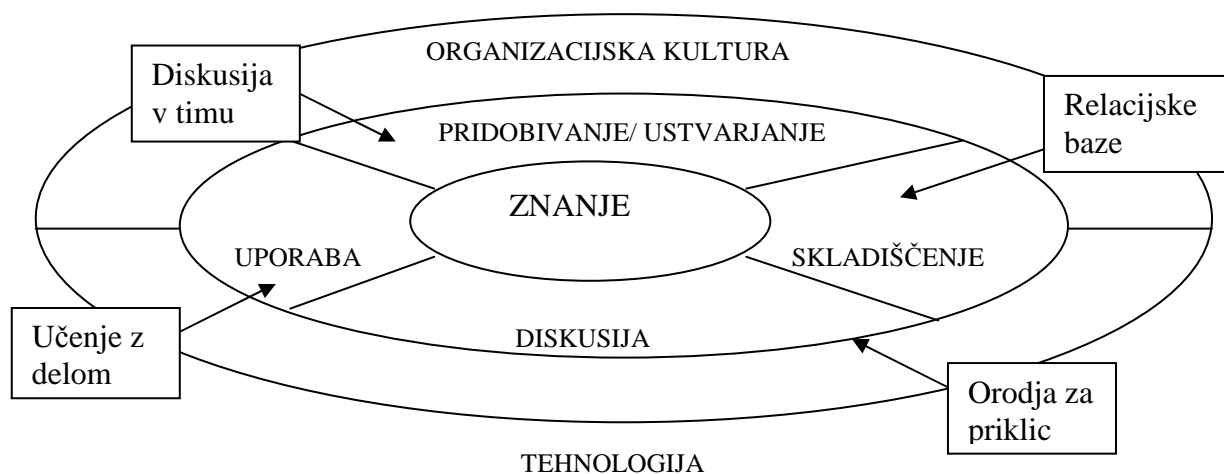 ORGANIZACIJSKA KULTURA
Diskusija
v timu
Relacijske
baze
PRIDOBIVANJE/ USTVARJANJE
ZNANJE
UPORABA
SKLADIŠČENJE
Učenje z
delom
DISKUSIJA
Orodja za
priklic
TEHNOLOGIJA